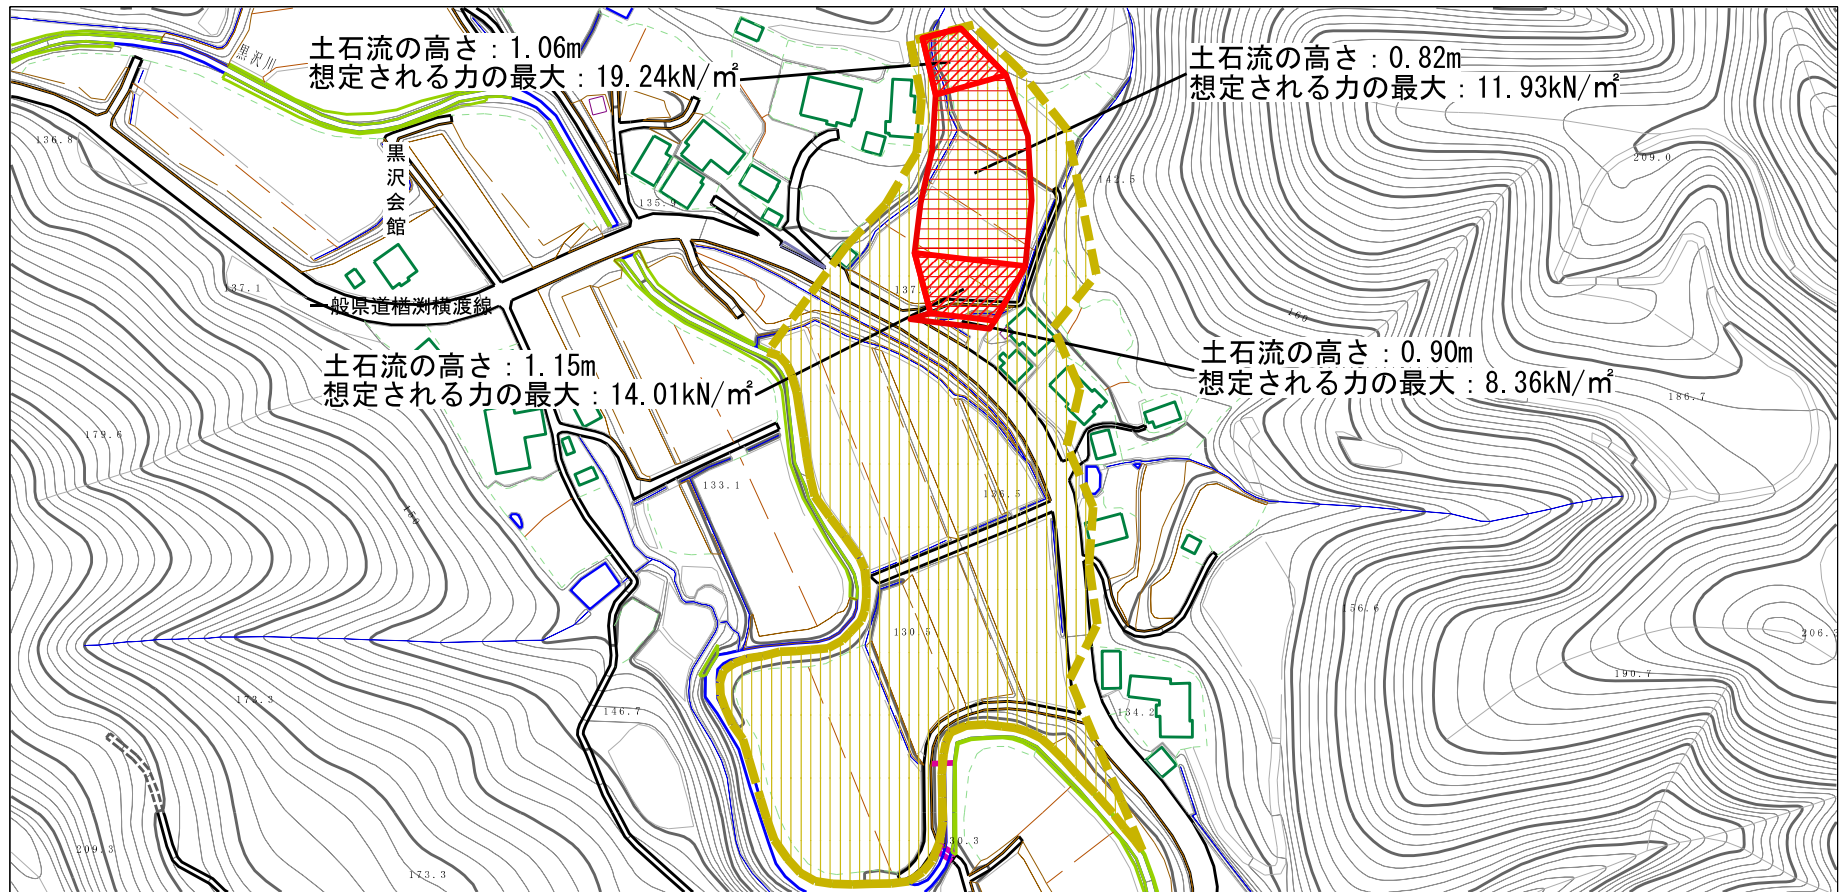 土石流の高さ：1.06m
想定される力の最大：19.24kN/㎡
土石流の高さ：0.82m
想定される力の最大：11.93kN/㎡
黒沢川
136.8
黒沢会館
209.0
142.5
135.9
137.1
一般県道楢渕横渡線
160
土石流の高さ：1.15m
想定される力の最大：14.01kN/㎡
土石流の高さ：0.90m
想定される力の最大：8.36kN/㎡
186.7
179.6
133.1
136.5
160
156.6
130.5
190.7
173.3
146.7
134.2
209.3
173.3